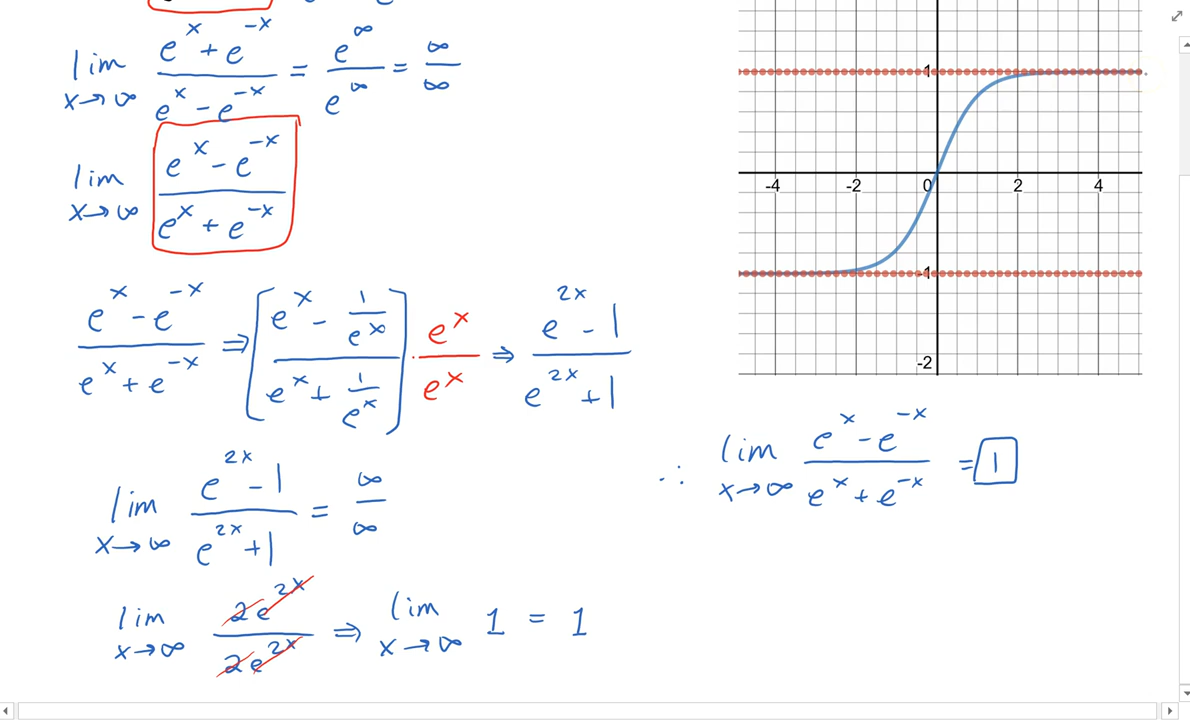 lim x→∞ (e^x + e^-x)/(e^x - e^-x) = e^∞/e^∞ = ∞/∞
lim x→∞ (e^x - e^-x)/(e^x + e^-x)
(e^x - e^-x)/(e^x + e^-x) ⇒ [(e^x - 1/e^x)/(e^x + 1/e^x)] · e^x/e^x ⇒ (e^2x - 1)/(e^2x + 1)
lim x→∞ (e^2x - 1)/(e^2x + 1) = ∞/∞
lim x→∞ 2e^2x/2e^2x ⇒ lim x→∞ 1 = 1
1
-4 -2 0 2 4
-1
-2
∴ lim x→∞ (e^x - e^-x)/(e^x + e^-x) = 1